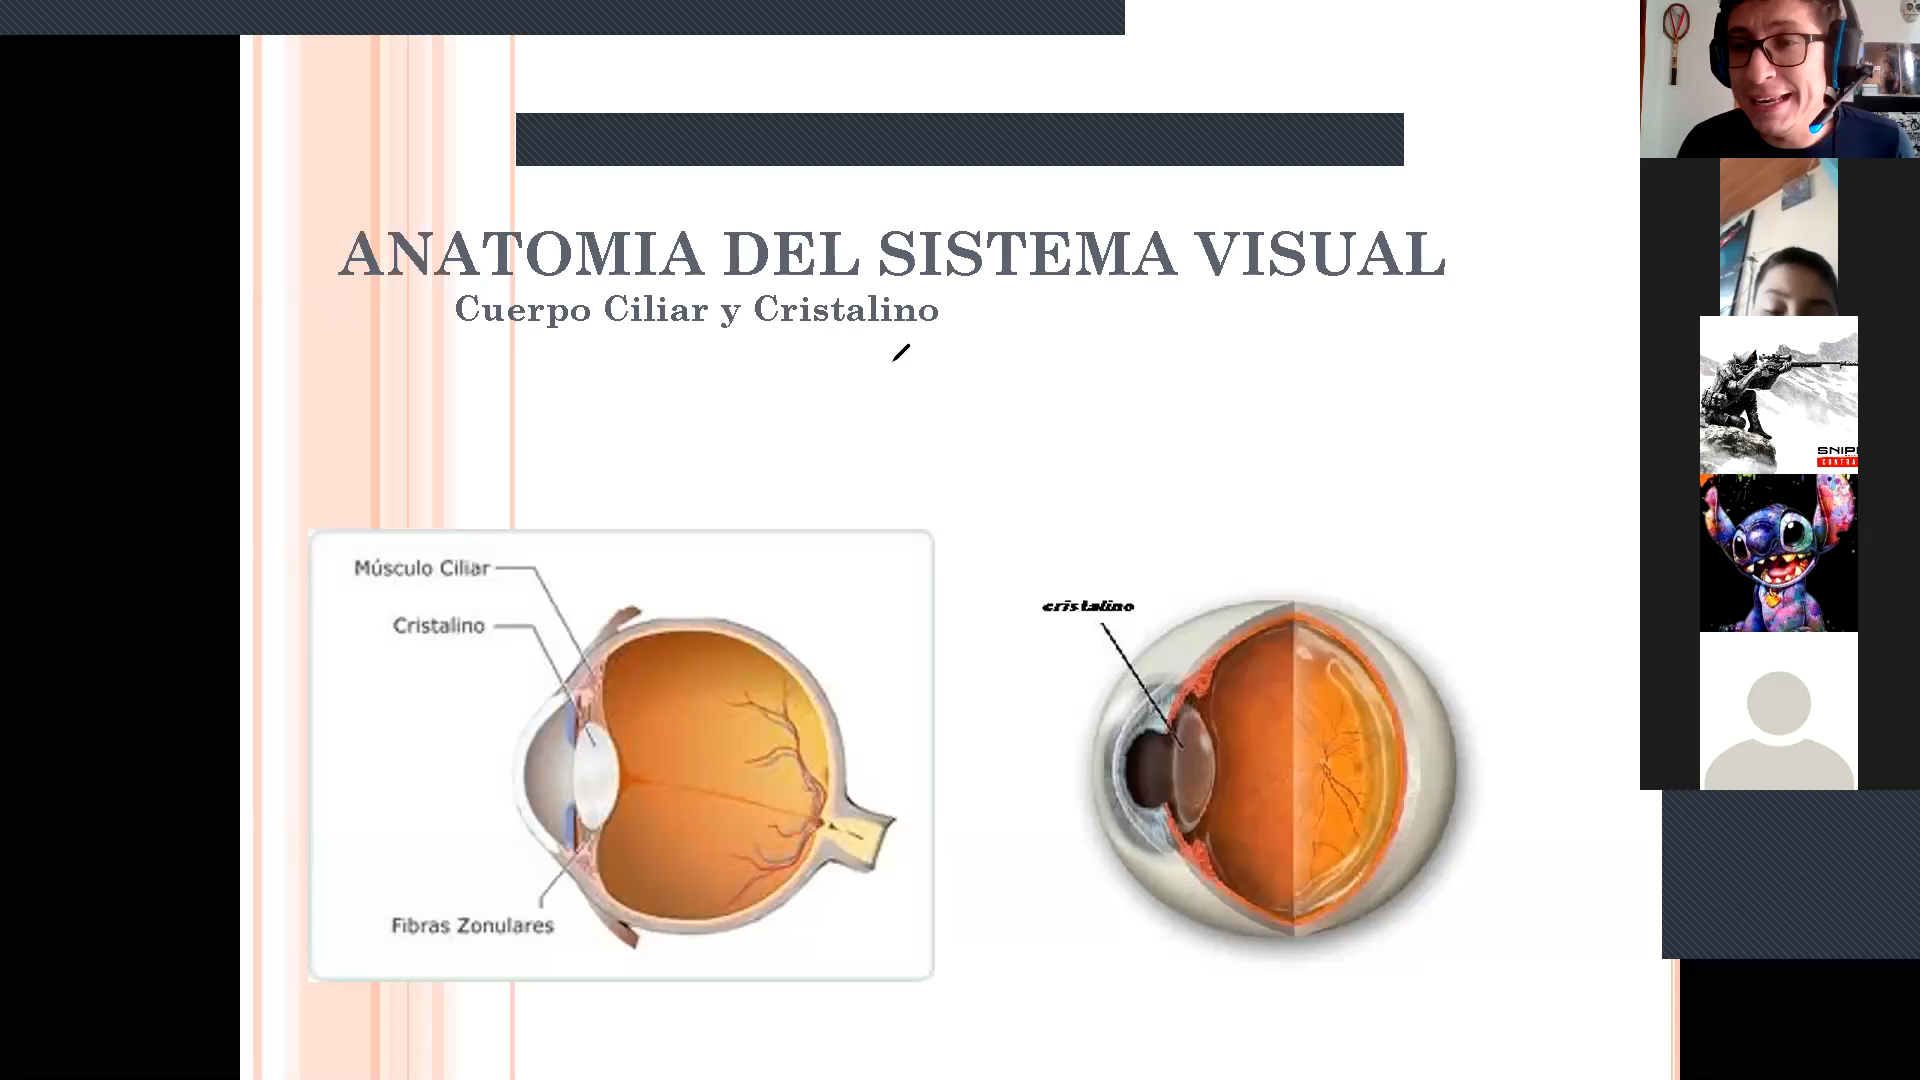 ANATOMIA DEL SISTEMA VISUAL
Cuerpo Ciliar y Cristalino
Músculo Ciliar
Cristalino
Fibras Zonulares
cristalino